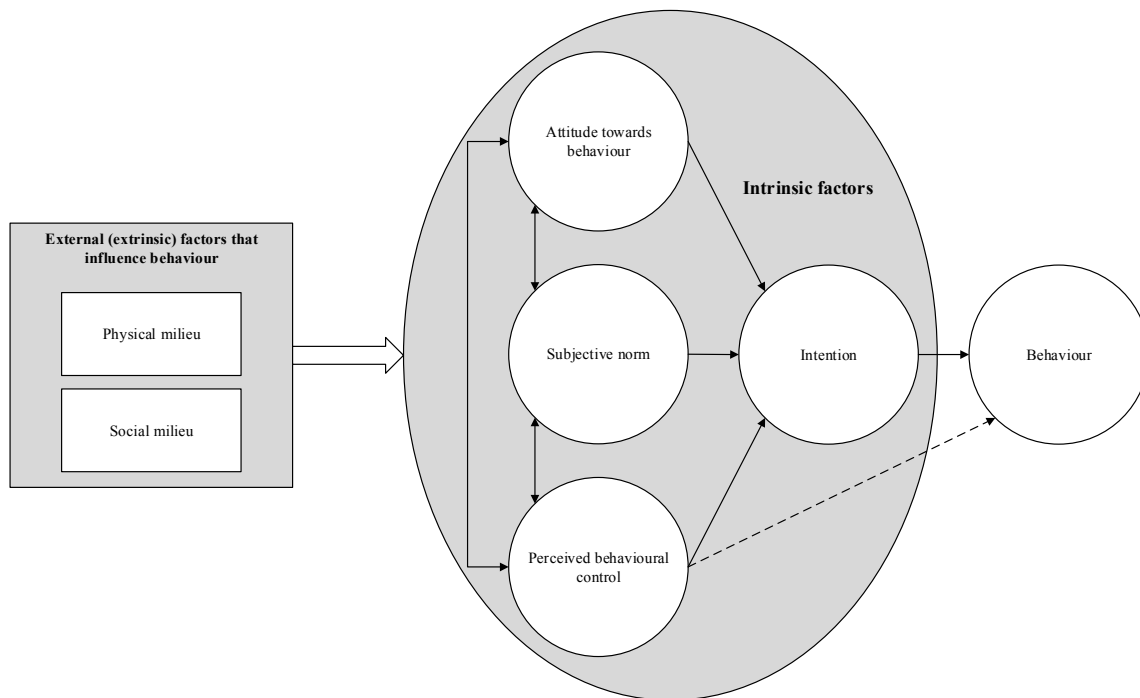 External (extrinsic) factors that
influence behaviour
Physical milieu
Social milieu
Attitude towards
behaviour
Intrinsic factors
Subjective norm
Intention
Behaviour
Perceived behavioural
control